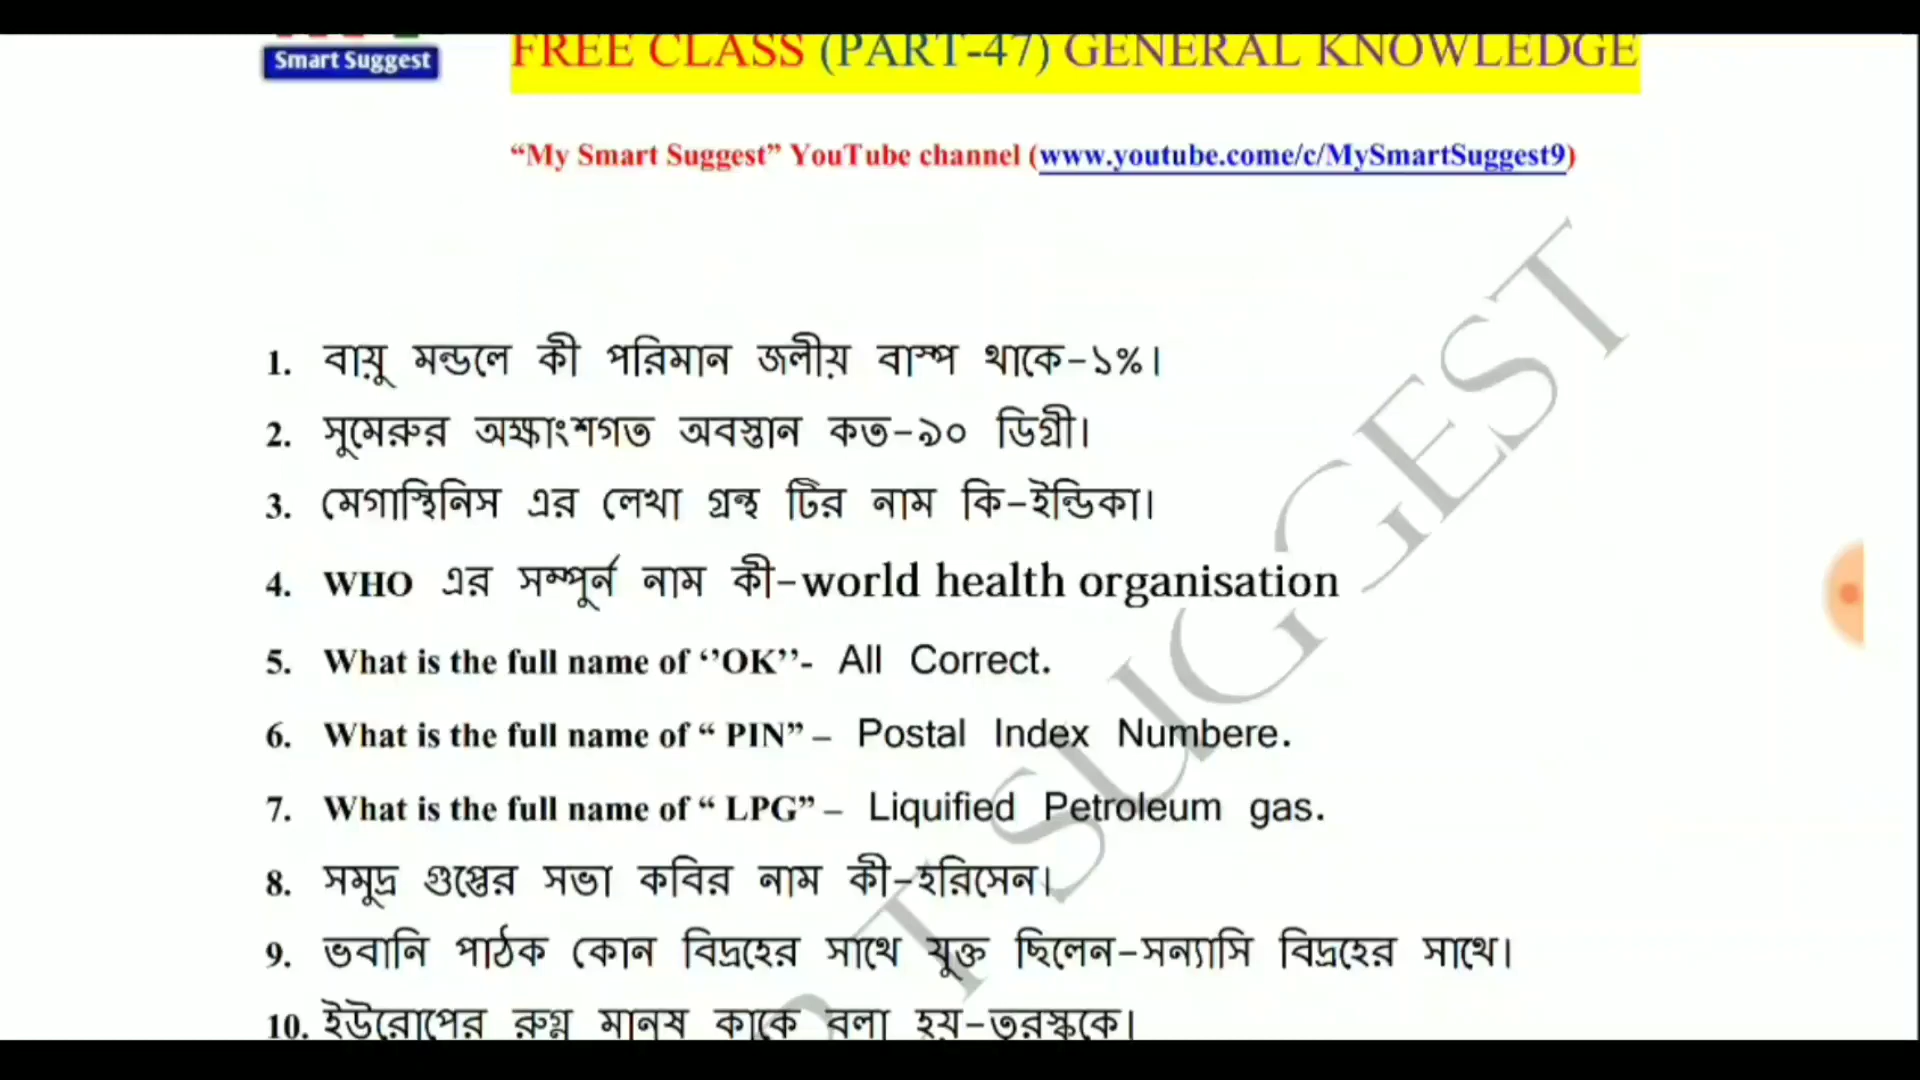 Smart Suggest
FREE CLASS (PART-47) GENERAL KNOWLEDGE
“My Smart Suggest” YouTube channel (www.youtube.come/c/MySmartSuggest9)
1. বায়ু মন্ডলে কী পরিমান জলীয় বাস্প থাকে-১%।
2. সুমেরুর অক্ষাংশগত অবস্তান কত-৯০ ডিগ্রী।
3. মেগাস্থিনিস এর লেখা গ্রন্থ টির নাম কি-ইন্ডিকা।
4. WHO এর সম্পূর্ন নাম কী-world health organisation
5. What is the full name of ‘’OK’’- All Correct.
6. What is the full name of “ PIN” – Postal Index Numbere.
7. What is the full name of “ LPG” – Liquified Petroleum gas.
8. সমুদ্র গুপ্তের সভা কবির নাম কী-হরিসেন।
9. ভবানি পাঠক কোন বিদ্রহের সাথে যুক্ত ছিলেন-সন্যাসি বিদ্রহের সাথে।
10. ইউরোপের রুগ্ন মানুষ কাকে বলা হয়-তুরস্ককে।
T SUGGEST